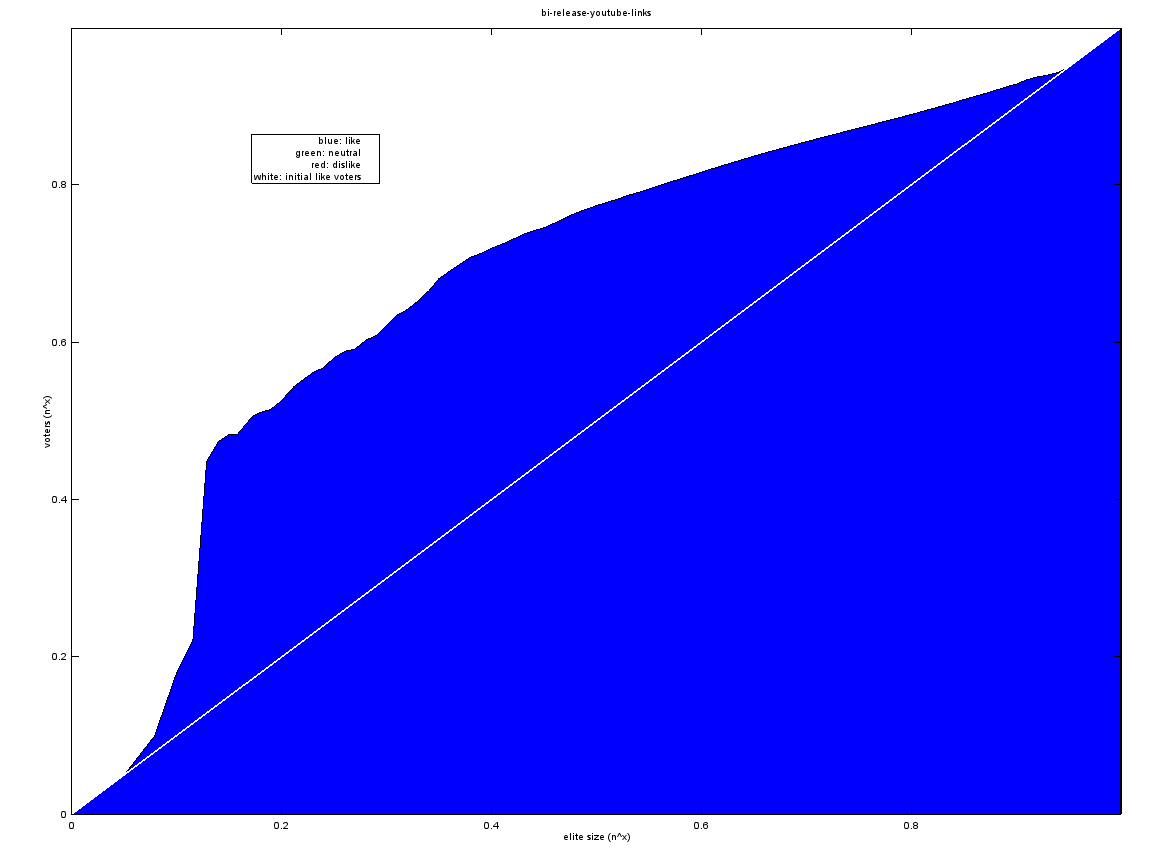 bi-release-youtube-links
blue: like
green: neutral
red: dislike
white: initial like voters
0.8
0.6
voters (n^x)
0.4
0.2
0
0 0.2 0.4 0.6 0.8
elite size (n^x)